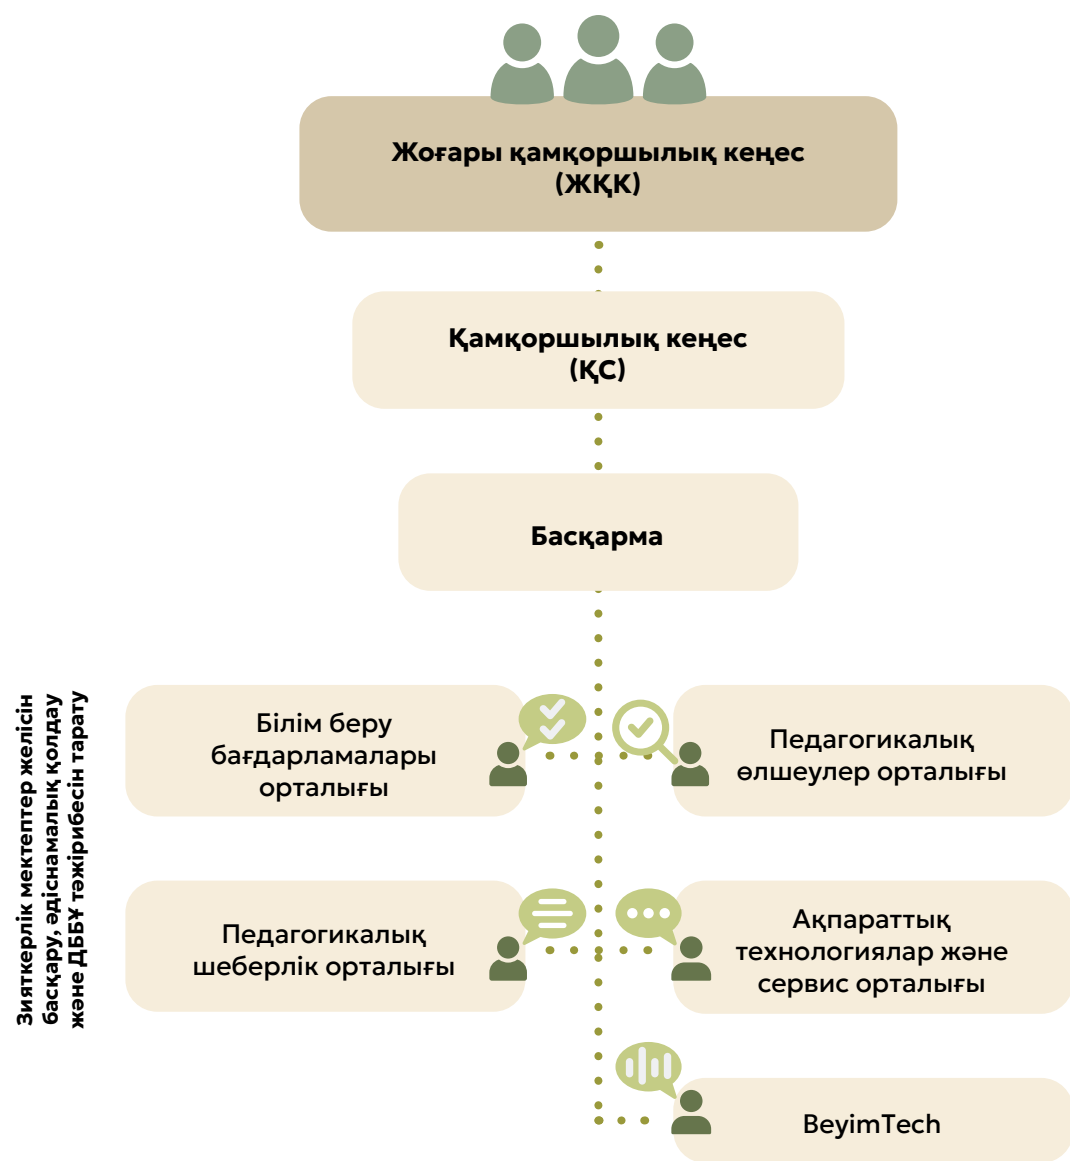 Жоғары қамқоршылық кеңес
(ЖҚК)
Қамқоршылық кеңес
(ҚС)
Басқарма
Зияткерлік мектептер желісін
басқару, әдіснамалық қолдау
және ДББҰ тәжірибесін тарату
Білім беру
бағдарламалары
орталығы
Педагогикалық
өлшеулер орталығы
Педагогикалық
шеберлік орталығы
Ақпараттық
технологиялар және
сервис орталығы
BeyimTech